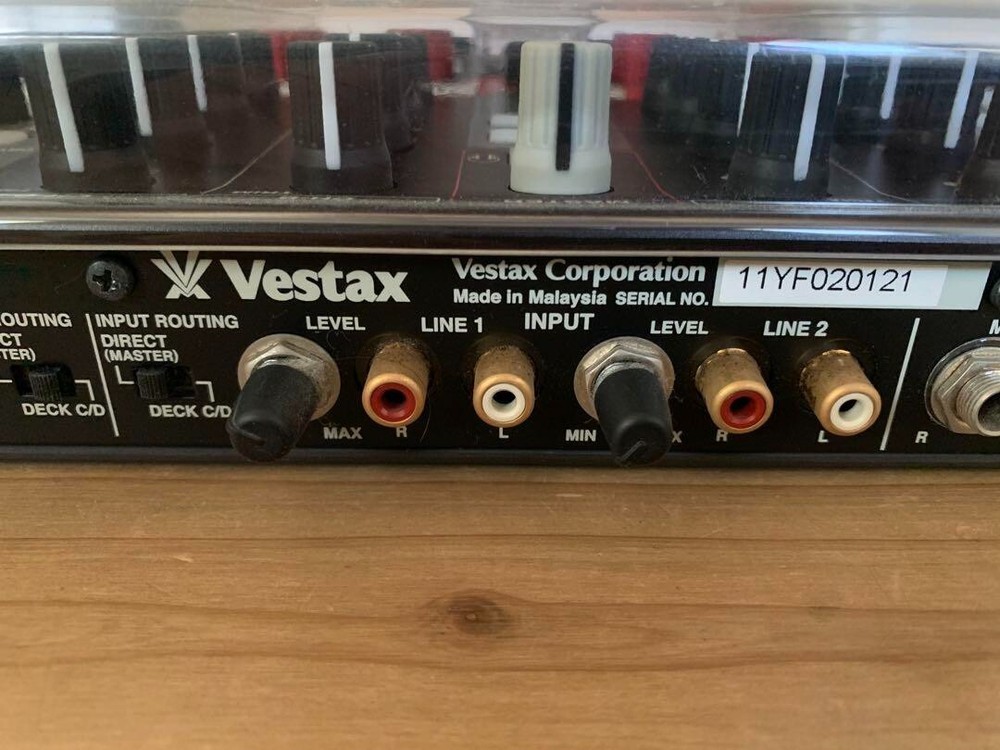 Vestax
Vestax Corporation
Made in Malaysia SERIAL NO.
11YF020121
INPUT ROUTING
DIRECT
(MASTER)
DECK C/D
DECK C/D
LEVEL
LINE 1
INPUT
LEVEL
LINE 2
MAX
R
L
MIN
R
L
R